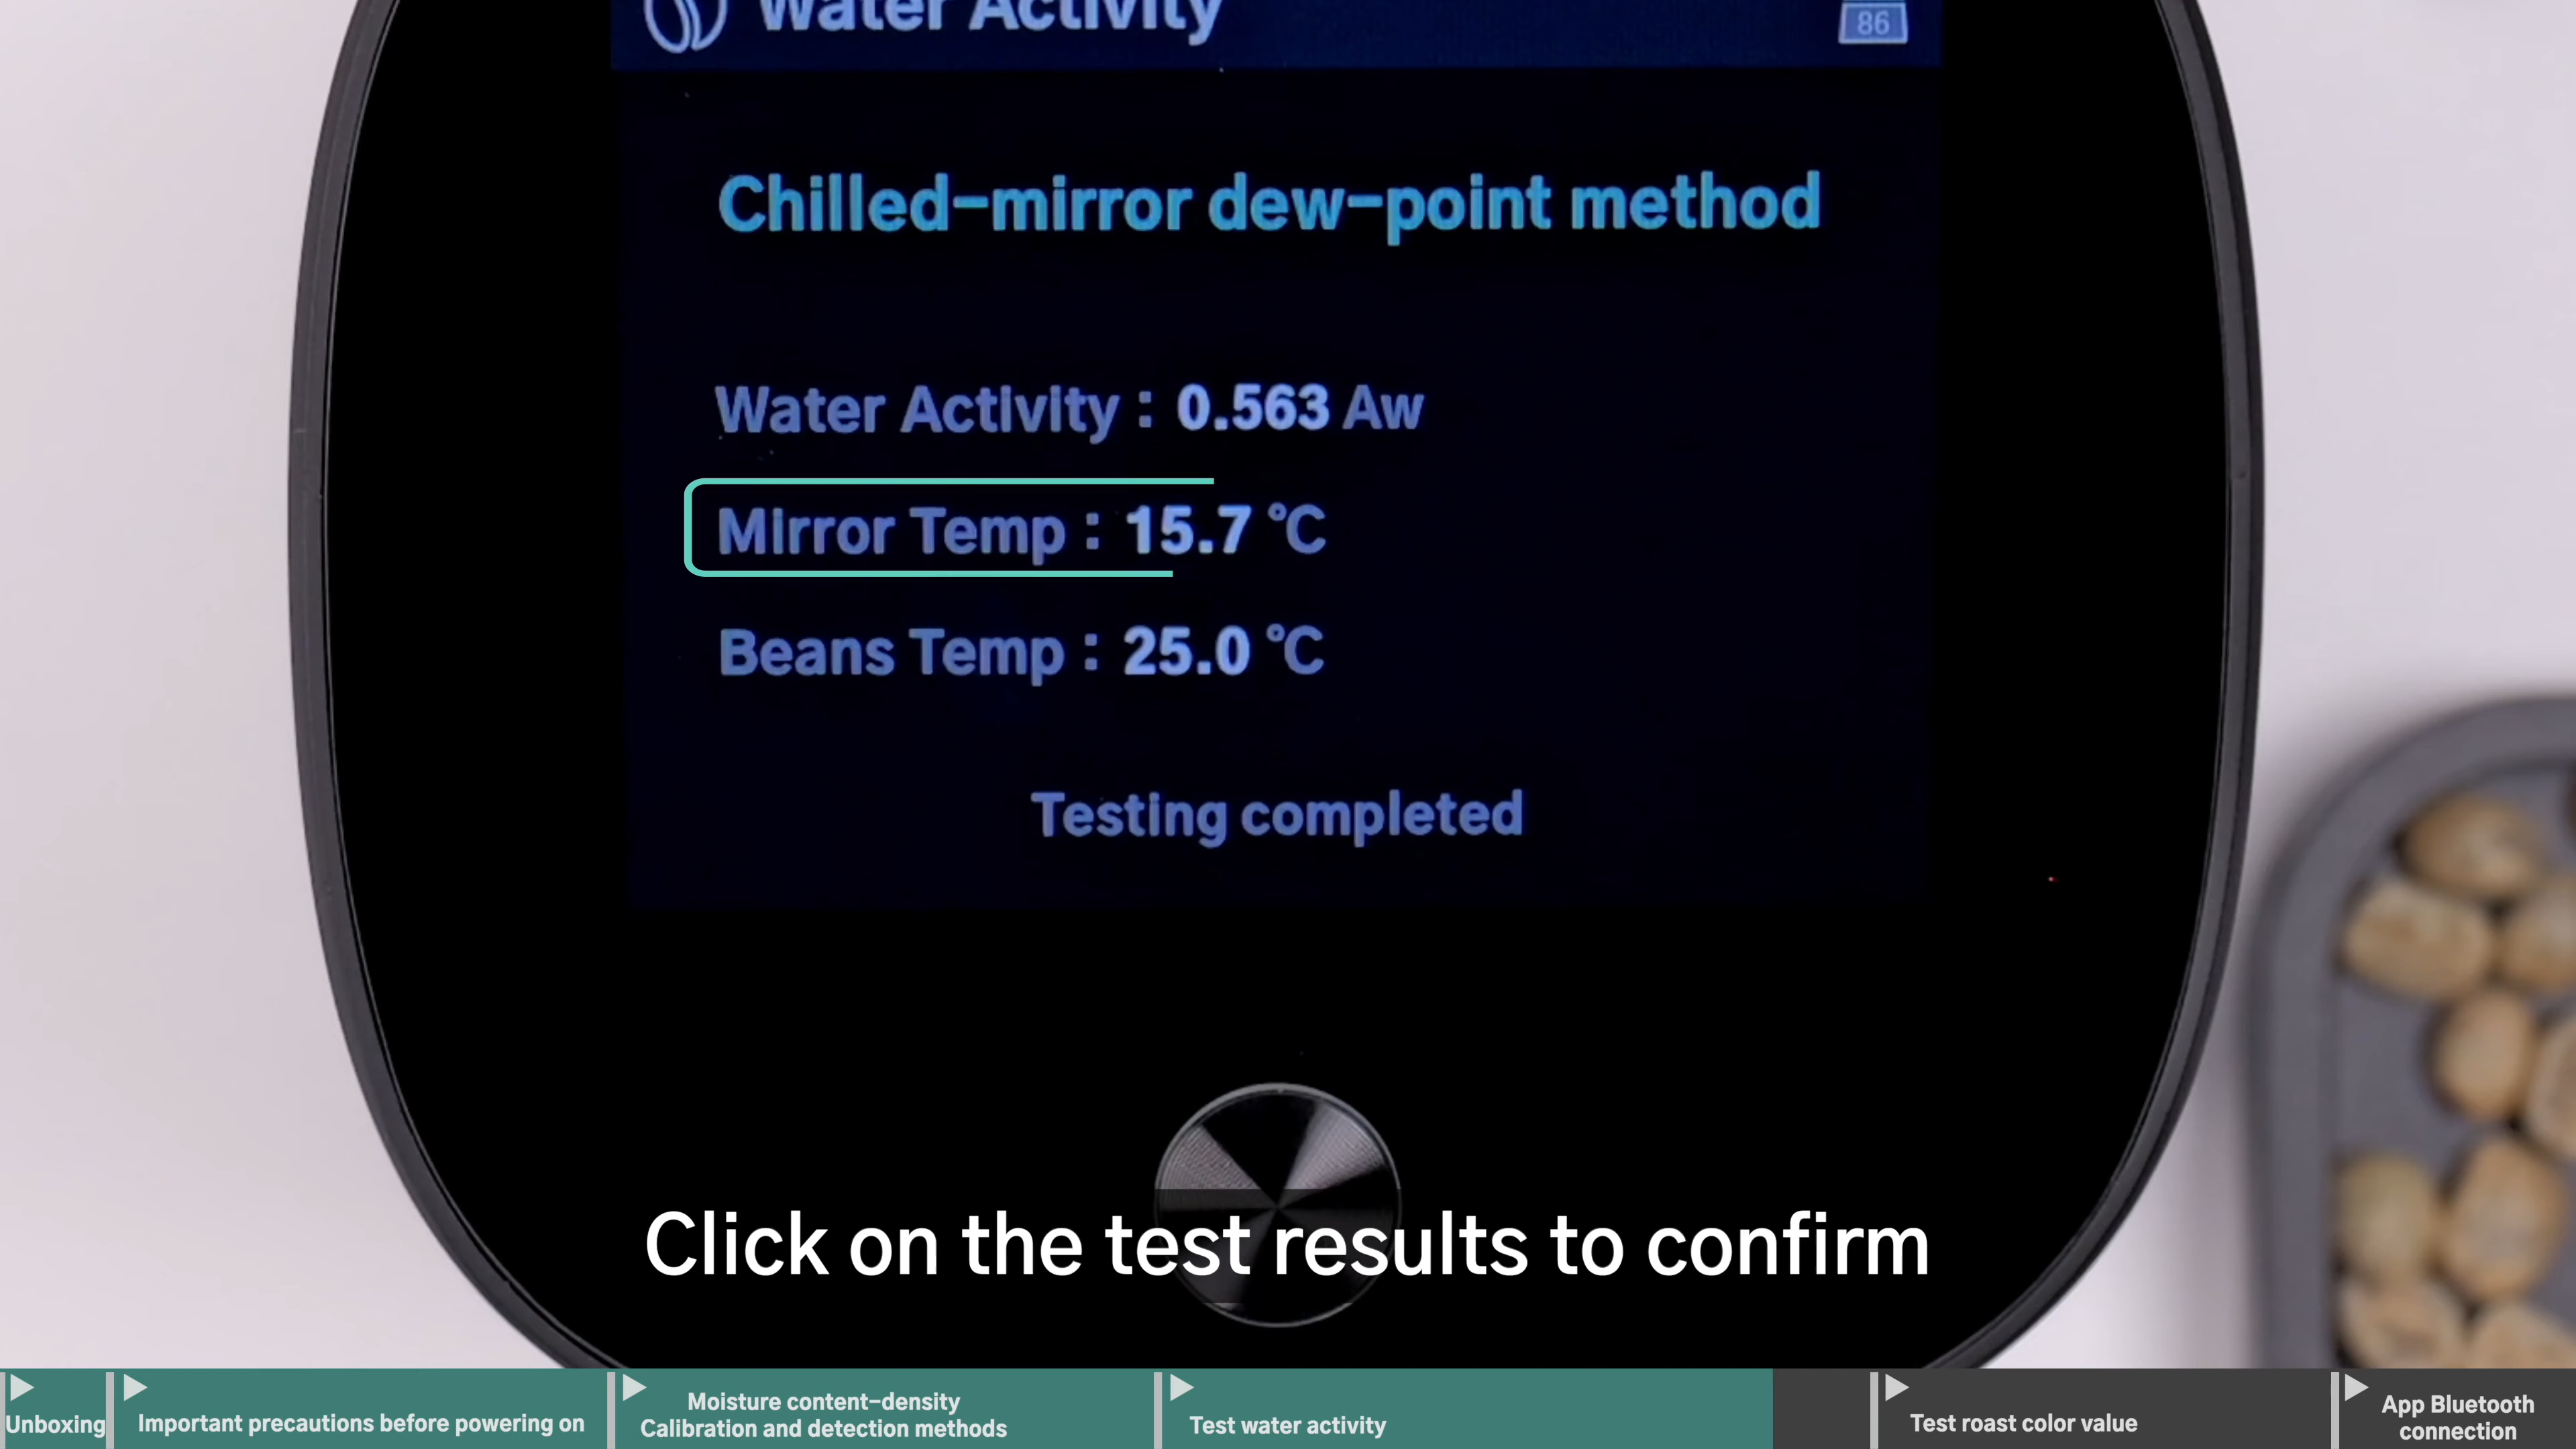 Water Activity
86
Chilled-mirror dew-point method
Water Activity : 0.563 Aw
Mirror Temp : 15.7 °C
Beans Temp : 25.0 °C
Testing completed
Click on the test results to confirm
Unboxing
Important precautions before powering on
Moisture content-density
Calibration and detection methods
Test water activity
Test roast color value
App Bluetooth
connection